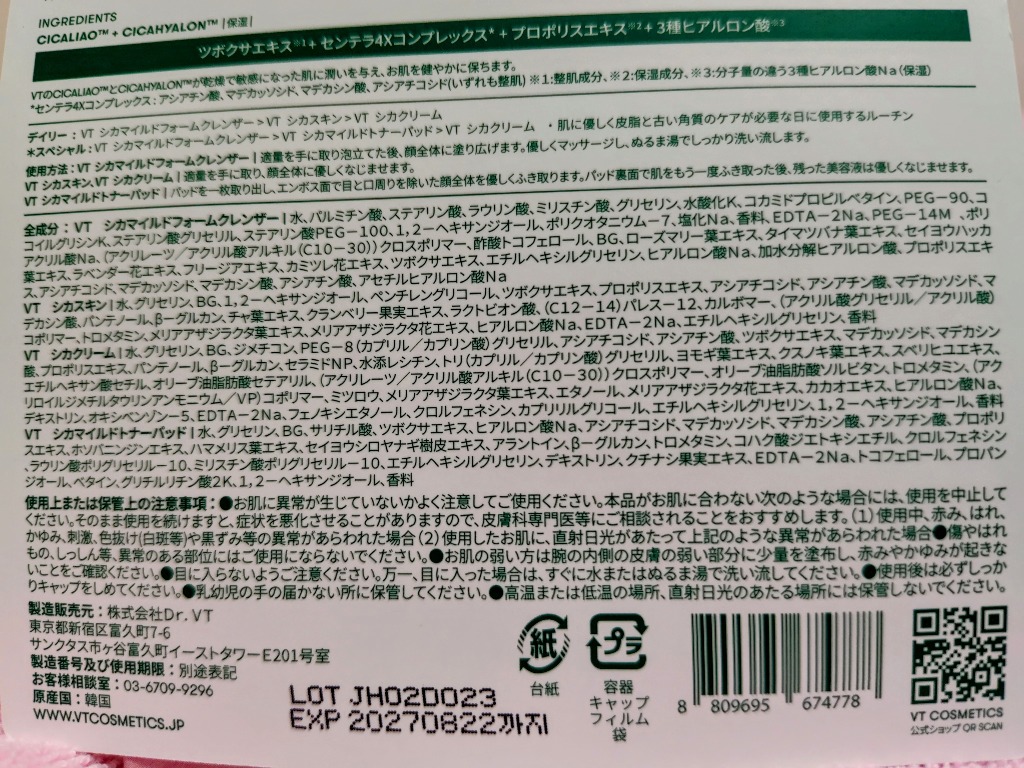 INGREDIENTS
CICALIAO™ + CICAHYALON™ |保湿|
ツボクサエキス※1 + センテラ4Xコンプレックス* + プロポリスエキス※2 + 3種ヒアルロン酸※3
VTのCICALIAO™とCICAHYALON™が乾燥で敏感になった肌に潤いを与え、お肌を健やかに保ちます。
*センテラ4Xコンプレックス : アシアチン酸、マデカッソシド、マデカシン酸、アシアチコシド(いずれも整肌) ※1:整肌成分、※2:保湿成分、※3:分子量の違う3種ヒアルロン酸Na(保湿)
デイリー : VT シカマイルドフォームクレンザー > VT シカスキン > VT シカクリーム
*スペシャル : VT シカマイルドフォームクレンザー > VT シカマイルドトナーパッド > VT シカクリーム ・肌に優しく皮脂と古い角質のケアが必要な日に使用するルーチン
使用方法 : VT シカマイルドフォームクレンザー | 適量を手に取り泡立てた後、顔全体に塗り広げます。優しくマッサージし、ぬるま湯でしっかり洗い流します。
VT シカスキン、VT シカクリーム | 適量を手に取り、顔全体に優しくなじませます。
VT シカマイルドトナーパッド | パッドを一枚取り出し、エンボス面で目と口周りを除いた顔全体を優しくふき取ります。パッド裏面で肌をもう一度ふき取った後、残った美容液は優しくなじませます。
全成分 : VT シカマイルドフォームクレンザー | 水、パルミチン酸、ステアリン酸、ラウリン酸、ミリスチン酸、グリセリン、水酸化K、コカミドプロピルベタイン、PEG-90、コ
コイルグリシンK、ステアリン酸グリセリル、ステアリン酸PEG-100、1,2-ヘキサンジオール、ポリクオタニウム-7、塩化Na、香料、EDTA-2Na、PEG-14M 、ポリ
アクリル酸Na、(アクリレーツ/アクリル酸アルキル(C10-30))クロスポリマー、酢酸トコフェロール、BG、ローズマリー葉エキス、タイマツバナ葉エキス、セイヨウハッカ
葉エキス、ラベンダー花エキス、フリージアエキス、カミツレ花エキス、ツボクサエキス、エチルヘキシルグリセリン、ヒアルロン酸Na、加水分解ヒアルロン酸、プロポリスエキ
ス、アシアチコシド、マデカッソシド、マデカシン酸、アシアチン酸、アセチルヒアルロン酸Na
VT シカスキン | 水、グリセリン、BG、1,2-ヘキサンジオール、ペンチレングリコール、ツボクサエキス、プロポリスエキス、アシアチコシド、アシアチン酸、マデカッソシド、マ
デカシン酸、パンテノール、β-グルカン、チャ葉エキス、クランベリー果実エキス、ラクトビオン酸、(C12-14)パレス-12、カルボマー、(アクリル酸グリセリル/アクリル酸)
コポリマー、トロメタミン、メリアアザジラクタ葉エキス、メリアアザジラクタ花エキス、ヒアルロン酸Na、EDTA-2Na、エチルヘキシルグリセリン、香料
VT シカクリーム | 水、グリセリン、BG、ジメチコン、PEG-8(カプリル/カプリン酸)グリセリル、アシアチコシド、アシアチン酸、ツボクサエキス、マデカッソシド、マデカシン
酸、プロポリスエキス、パンテノール、β-グルカン、セラミドNP、水添レシチン、トリ(カプリル/カプリン酸)グリセリル、ヨモギ葉エキス、クスノキ葉エキス、スベリヒユエキス、
エチルヘキサン酸セチル、オリーブ油脂肪酸セテアリル、(アクリレーツ/アクリル酸アルキル(C10-30))クロスポリマー、オリーブ油脂肪酸ソルビタン、トロメタミン、(アク
リロイルジメチルタウリンアンモニウム/VP)コポリマー、ミツロウ、メリアアザジラクタ葉エキス、エタノール、メリアアザジラクタ花エキス、カカオエキス、ヒアルロン酸Na、
デキストリン、オキシベンゾン-5、EDTA-2Na、フェノキシエタノール、クロルフェネシン、カプリリルグリコール、エチルヘキシルグリセリン、1,2-ヘキサンジオール、香料
VT シカマイルドトナーパッド | 水、グリセリン、BG、サリチル酸、ツボクサエキス、ヒアルロン酸Na、アシアチコシド、マデカッソシド、マデカシン酸、アシアチン酸、プロポリ
スエキス、ホソバニンジンエキス、ハマメリス葉エキス、セイヨウシロヤナギ樹皮エキス、アラントイン、β-グルカン、トロメタミン、コハク酸ジエトキシエチル、クロルフェネシン
、ラウリン酸ポリグリセリル-10、ミリスチン酸ポリグリセリル-10、エチルヘキシルグリセリン、デキストリン、クチナシ果実エキス、EDTA-2Na、トコフェロール、プロパン
ジオール、ベタイン、グリチルリチン酸2K、1,2-ヘキサンジオール、香料
使用上または保管上の注意事項 : ●お肌に異常が生じていないかよく注意してご使用ください。本品がお肌に合わない次のような場合には、使用を中止して
ください。そのまま使用を続けますと、症状を悪化させることがありますので、皮膚科専門医等にご相談されることをおすすめします。(1) 使用中、赤み、はれ、
かゆみ、刺激、色抜け(白斑等)や黒ずみ等の異常があらわれた場合 (2) 使用したお肌に、直射日光があたって上記のような異常があらわれた場合 ●傷やはれ
もの、しっしん等、異常のある部位にはご使用にならないでください。●お肌の弱い方は腕の内側の皮膚の弱い部分に少量を塗布し、赤みやかゆみが起きな
いことをご確認ください。●目に入らないようご注意ください。万一、目に入った場合は、すぐに水またはぬるま湯で洗い流してください。●使用後は必ずしっか
りキャップをしめてください。●乳幼児の手の届かない所に保管してください。●高温または低温の場所、直射日光のあたる場所には保管しないでください。
製造販売元 : 株式会社Dr. VT
東京都新宿区富久町7-6
サンクタス市ヶ谷富久町イーストタワーE201号室
製造番号及び使用期限 : 別途表記
お客様相談室 : 03-6709-9296
原産国 : 韓国
WWW.VTCOSMETICS.JP
LOT JH02D023
EXP 20270822까지
紙
台紙
プラ
容器
キャップ
フィルム
袋
8 809695 674778
VT COSMETICS
公式ショップ QR SCAN